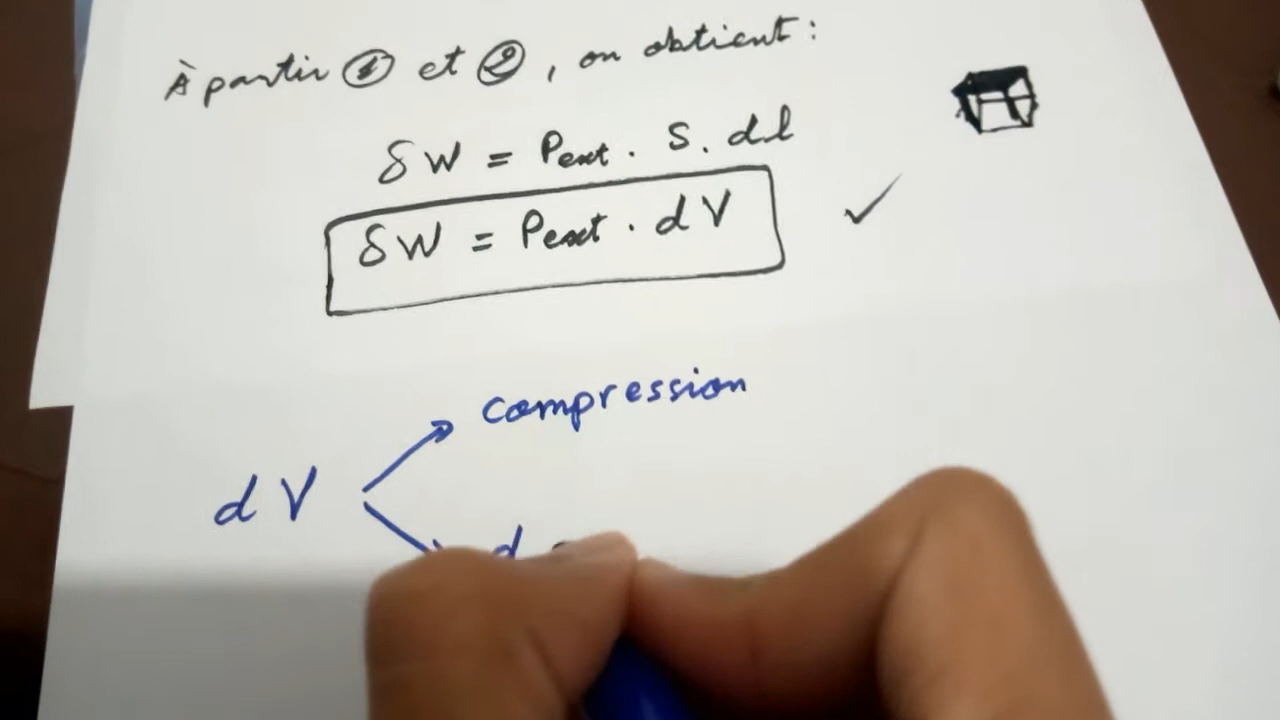 À partir ① et ②, on obtient :
δW = Pext . S. dl
δW = Pext . dV
compression
dV
d